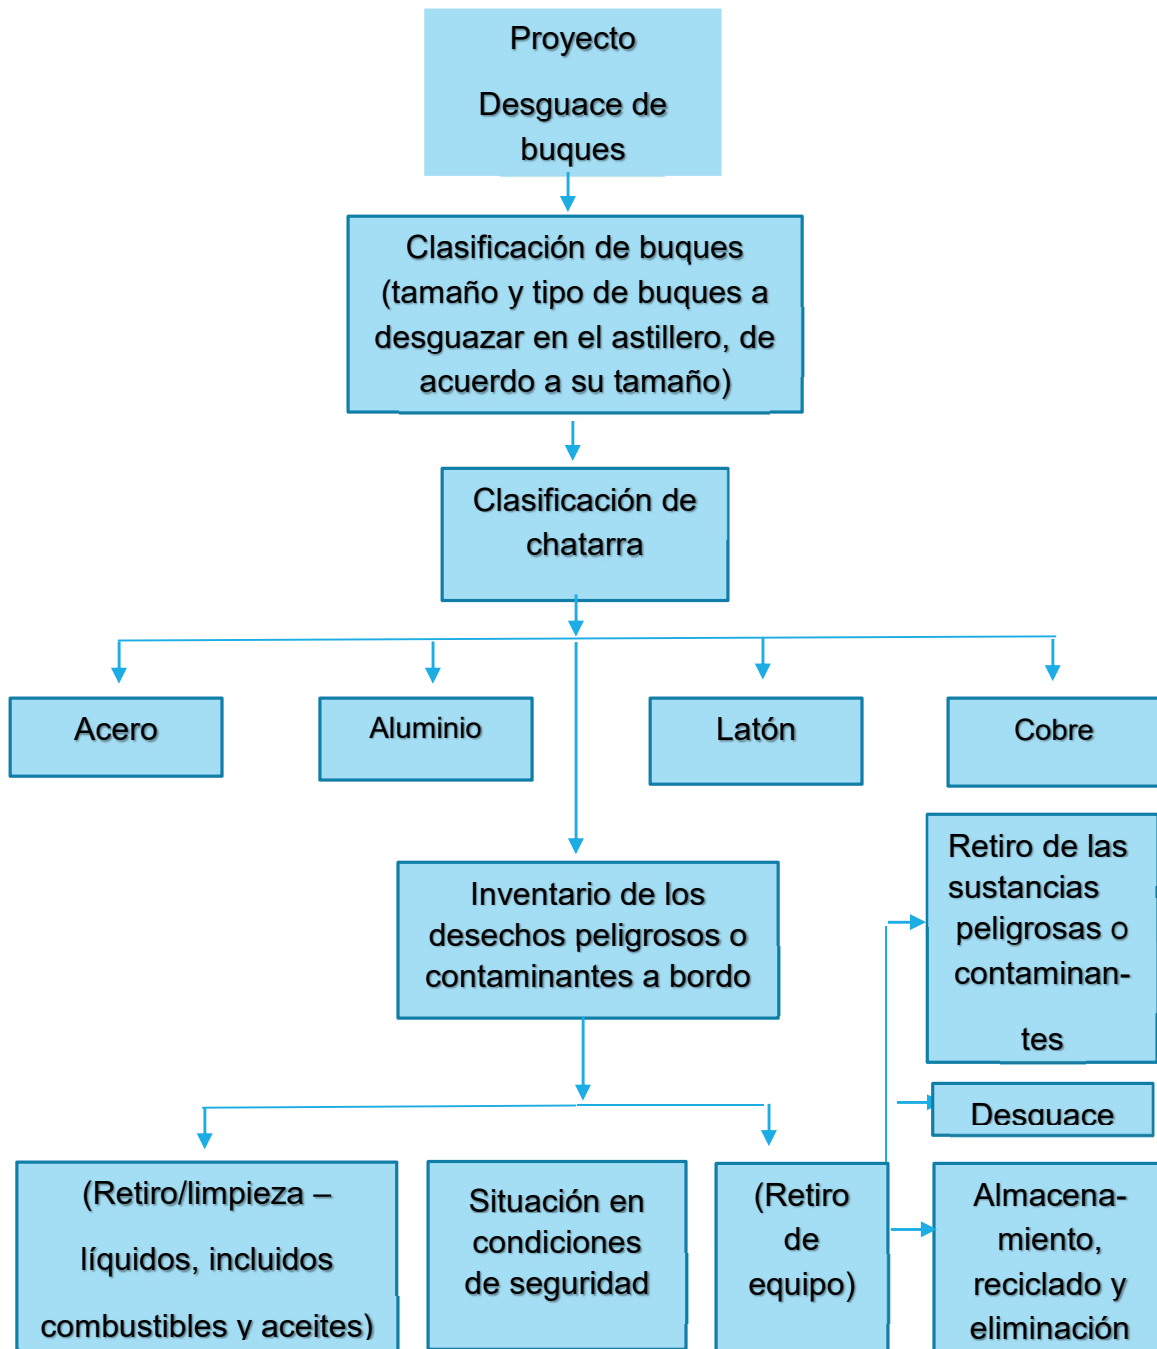 Proyecto
Desguace de
buques
Clasificación de buques
(tamaño y tipo de buques a
desguazar en el astillero, de
acuerdo a su tamaño)
Clasificación de
chatarra
Acero
Aluminio
Latón
Cobre
Inventario de los
desechos peligrosos o
contaminantes a bordo
Retiro de las
sustancias
peligrosas o
contaminan-
tes
Desguace
(Retiro/limpieza –
líquidos, incluidos
combustibles y aceites)
Situación en
condiciones
de seguridad
(Retiro
de
equipo)
Almacena-
miento,
reciclado y
eliminación